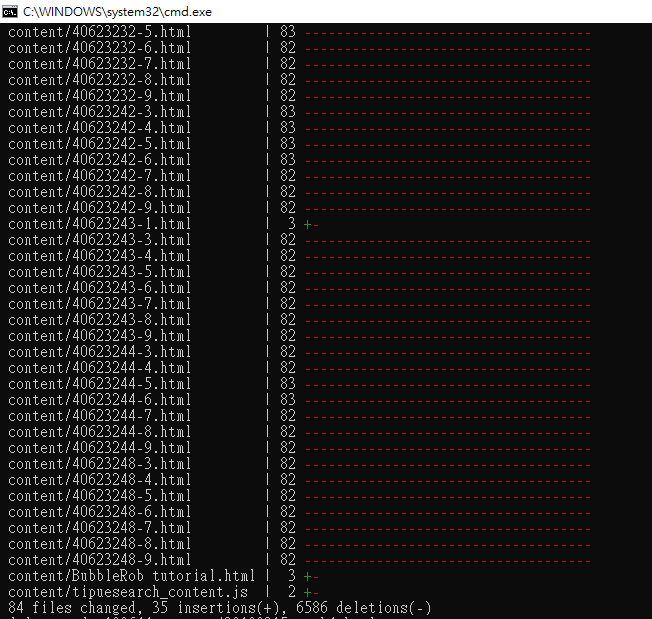 C:\WINDOWS\system32\cmd.exe
content/40623232-5.html | 83 ------------------------------------
content/40623232-6.html | 82 ------------------------------------
content/40623232-7.html | 82 ------------------------------------
content/40623232-8.html | 82 ------------------------------------
content/40623232-9.html | 82 ------------------------------------
content/40623242-3.html | 83 ------------------------------------
content/40623242-4.html | 83 ------------------------------------
content/40623242-5.html | 83 ------------------------------------
content/40623242-6.html | 83 ------------------------------------
content/40623242-7.html | 82 ------------------------------------
content/40623242-8.html | 82 ------------------------------------
content/40623242-9.html | 82 ------------------------------------
content/40623243-1.html | 3 +-
content/40623243-3.html | 82 ------------------------------------
content/40623243-4.html | 82 ------------------------------------
content/40623243-5.html | 82 ------------------------------------
content/40623243-6.html | 82 ------------------------------------
content/40623243-7.html | 82 ------------------------------------
content/40623243-8.html | 82 ------------------------------------
content/40623243-9.html | 82 ------------------------------------
content/40623244-3.html | 82 ------------------------------------
content/40623244-4.html | 82 ------------------------------------
content/40623244-5.html | 83 ------------------------------------
content/40623244-6.html | 83 ------------------------------------
content/40623244-7.html | 82 ------------------------------------
content/40623244-8.html | 82 ------------------------------------
content/40623244-9.html | 82 ------------------------------------
content/40623248-3.html | 82 ------------------------------------
content/40623248-4.html | 82 ------------------------------------
content/40623248-5.html | 82 ------------------------------------
content/40623248-6.html | 82 ------------------------------------
content/40623248-7.html | 82 ------------------------------------
content/40623248-8.html | 82 ------------------------------------
content/40623248-9.html | 82 ------------------------------------
content/BubbleRob tutorial.html | 3 +-
content/tipuesearch_content.js | 2 +-
84 files changed, 35 insertions(+), 6586 deletions(-)